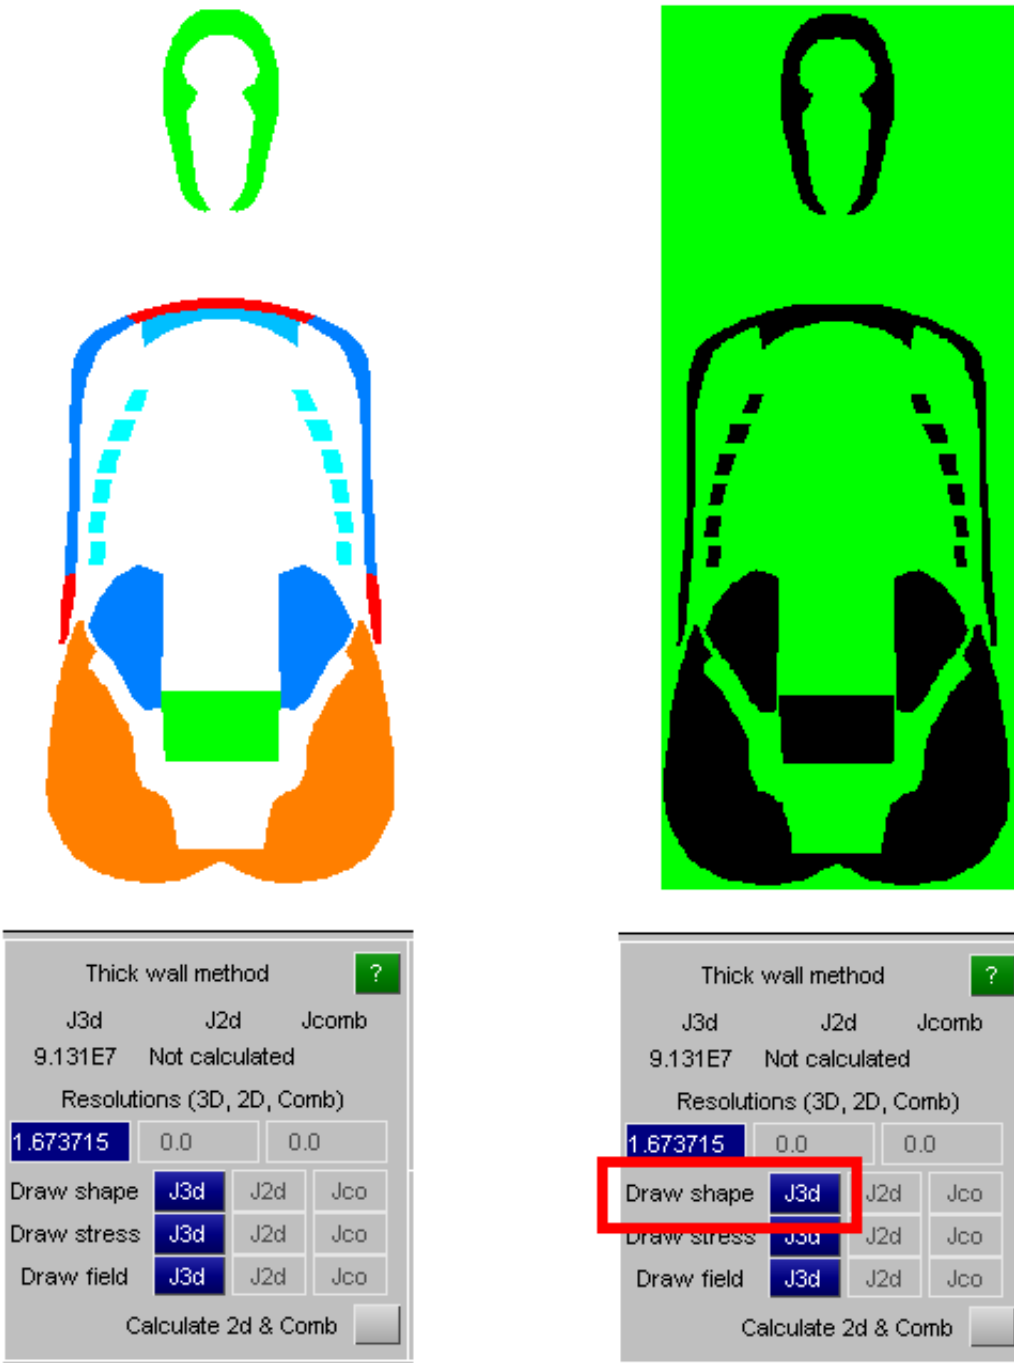 Thick wall method ?
J3d J2d Jcomb
9.131E7 Not calculated
Resolutions (3D, 2D, Comb)
1.673715 0.0 0.0
Draw shape J3d J2d Jco
Draw stress J3d J2d Jco
Draw field J3d J2d Jco
Calculate 2d & Comb
Thick wall method ?
J3d J2d Jcomb
9.131E7 Not calculated
Resolutions (3D, 2D, Comb)
1.673715 0.0 0.0
Draw shape J3d J2d Jco
Draw stress J3d J2d Jco
Draw field J3d J2d Jco
Calculate 2d & Comb